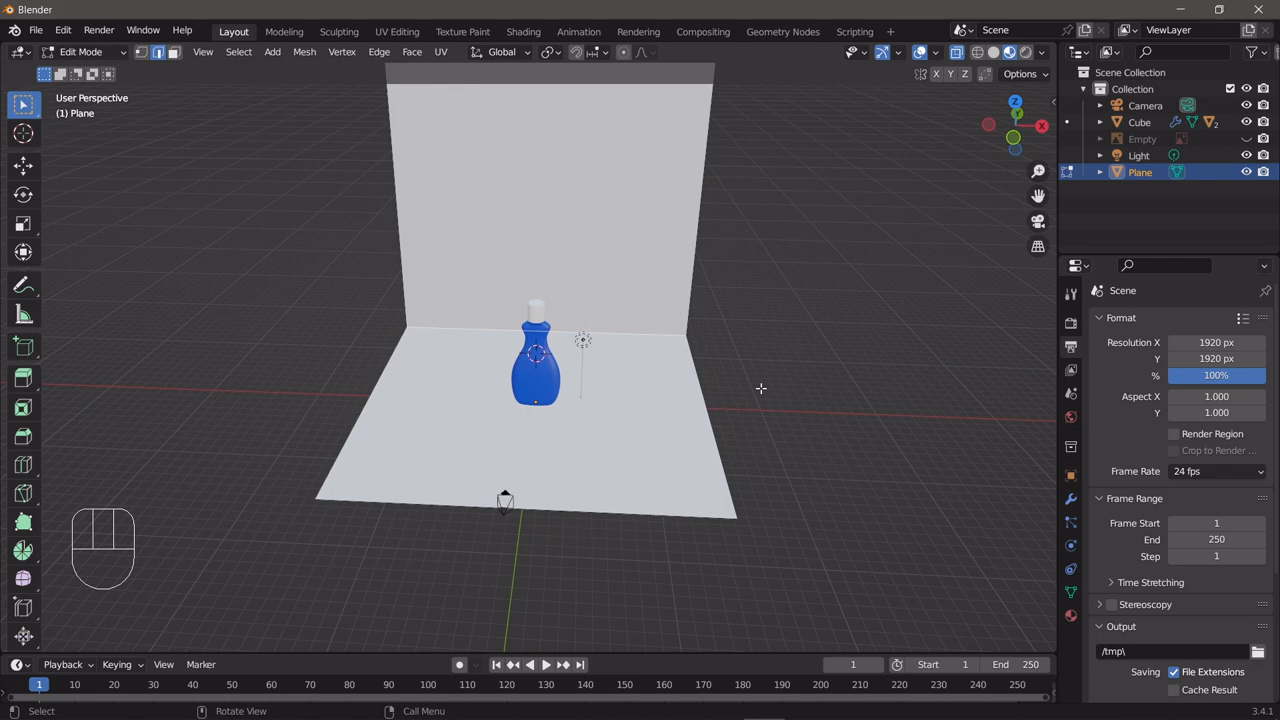 Blender
File Edit Render Window Help Layout Modeling Sculpting UV Editing Texture Paint Shading Animation Rendering Compositing Geometry Nodes Scripting Scene ViewLayer
Edit Mode View Select Add Mesh Vertex Edge Face UV Global
X Y Z Options
User Perspective
(1) Plane
Z
Y
X
Scene Collection
Collection
Camera
Cube 2
Empty
Light
Plane
Scene
Format
Resolution X 1920 px
Y 1920 px
% 100%
Aspect X 1.000
Y 1.000
Render Region
Crop to Render ...
Frame Rate 24 fps
Frame Range
Frame Start 1
End 250
Step 1
Time Stretching
Stereoscopy
Output
/tmp\
Saving File Extensions
Cache Result
Playback Keying View Marker 1 Start 1 End 250
1 10 20 30 40 50 60 70 80 90 100 110 120 130 140 150 160 170 180 190 200 210 220 230 240 250
Select Rotate View Call Menu 3.4.1